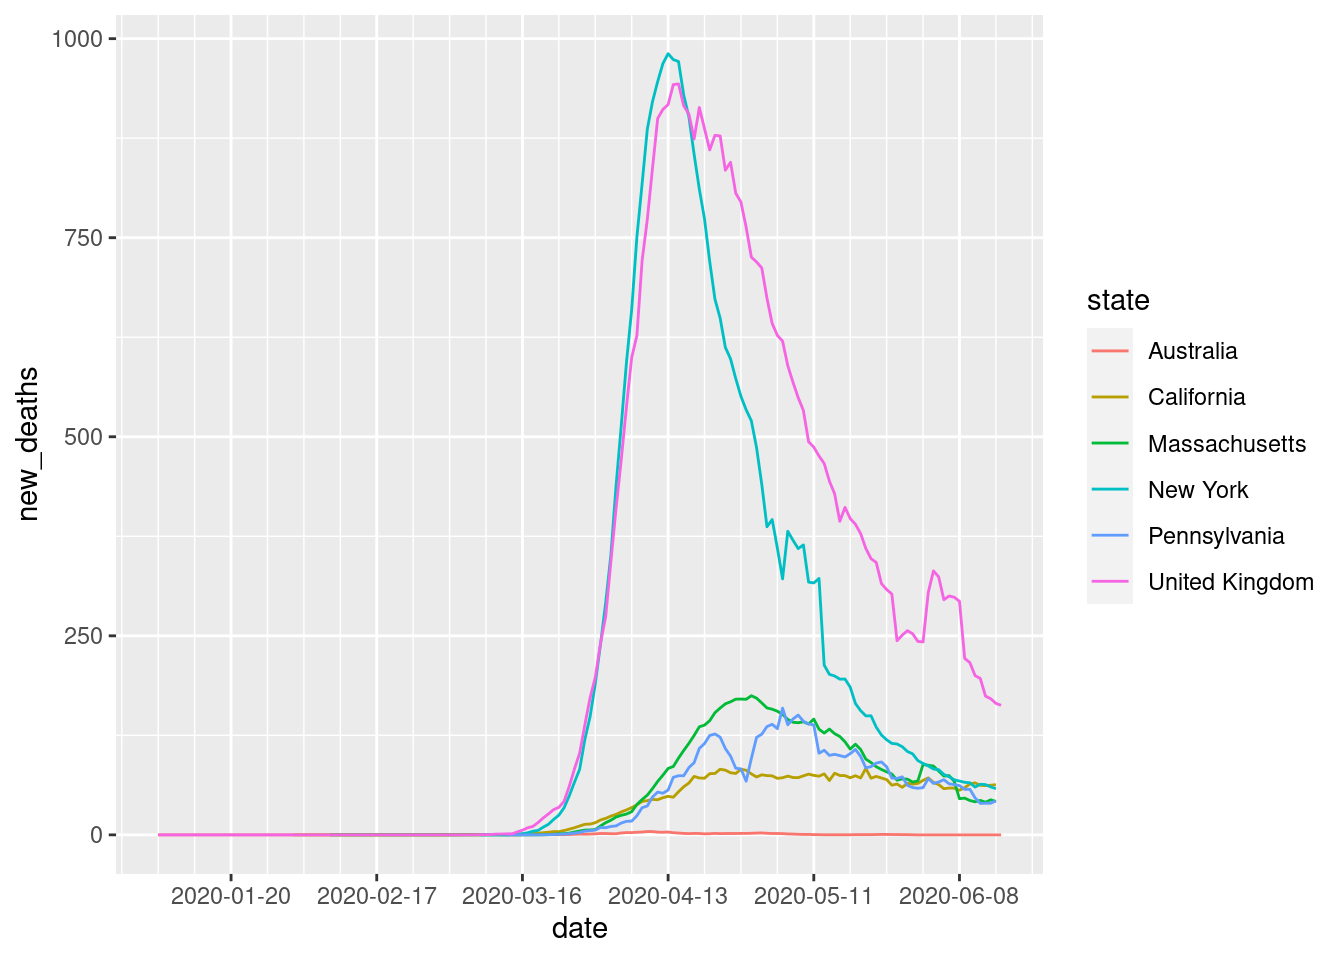 1000
750
500
250
0
new_deaths
2020-01-20 2020-02-17 2020-03-16 2020-04-13 2020-05-11 2020-06-08
date
state
Australia
California
Massachusetts
New York
Pennsylvania
United Kingdom